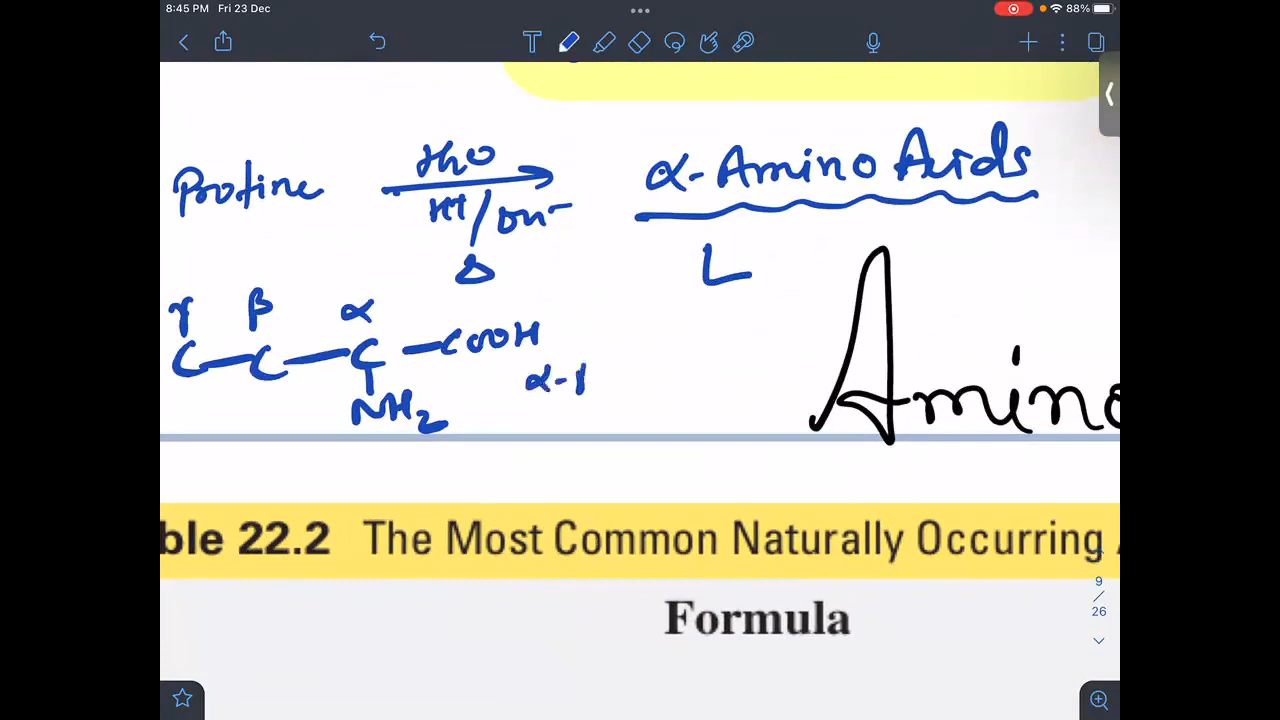 8:45 PM Fri 23 Dec
88%
H2O
Protine α-Amino Acids
H+/OH-
Δ
L
γ β α
C-C-C-COOH
α-
NH2
Amino
ble 22.2 The Most Common Naturally Occurring
Formula
9
/
26